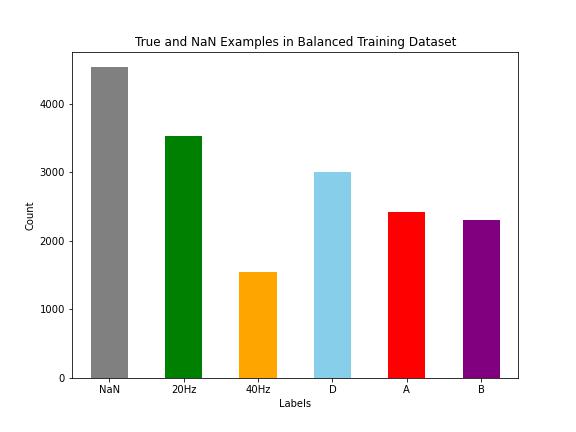 True and NaN Examples in Balanced Training Dataset
Count
4000
3000
2000
1000
0
NaN 20Hz 40Hz D A B
Labels